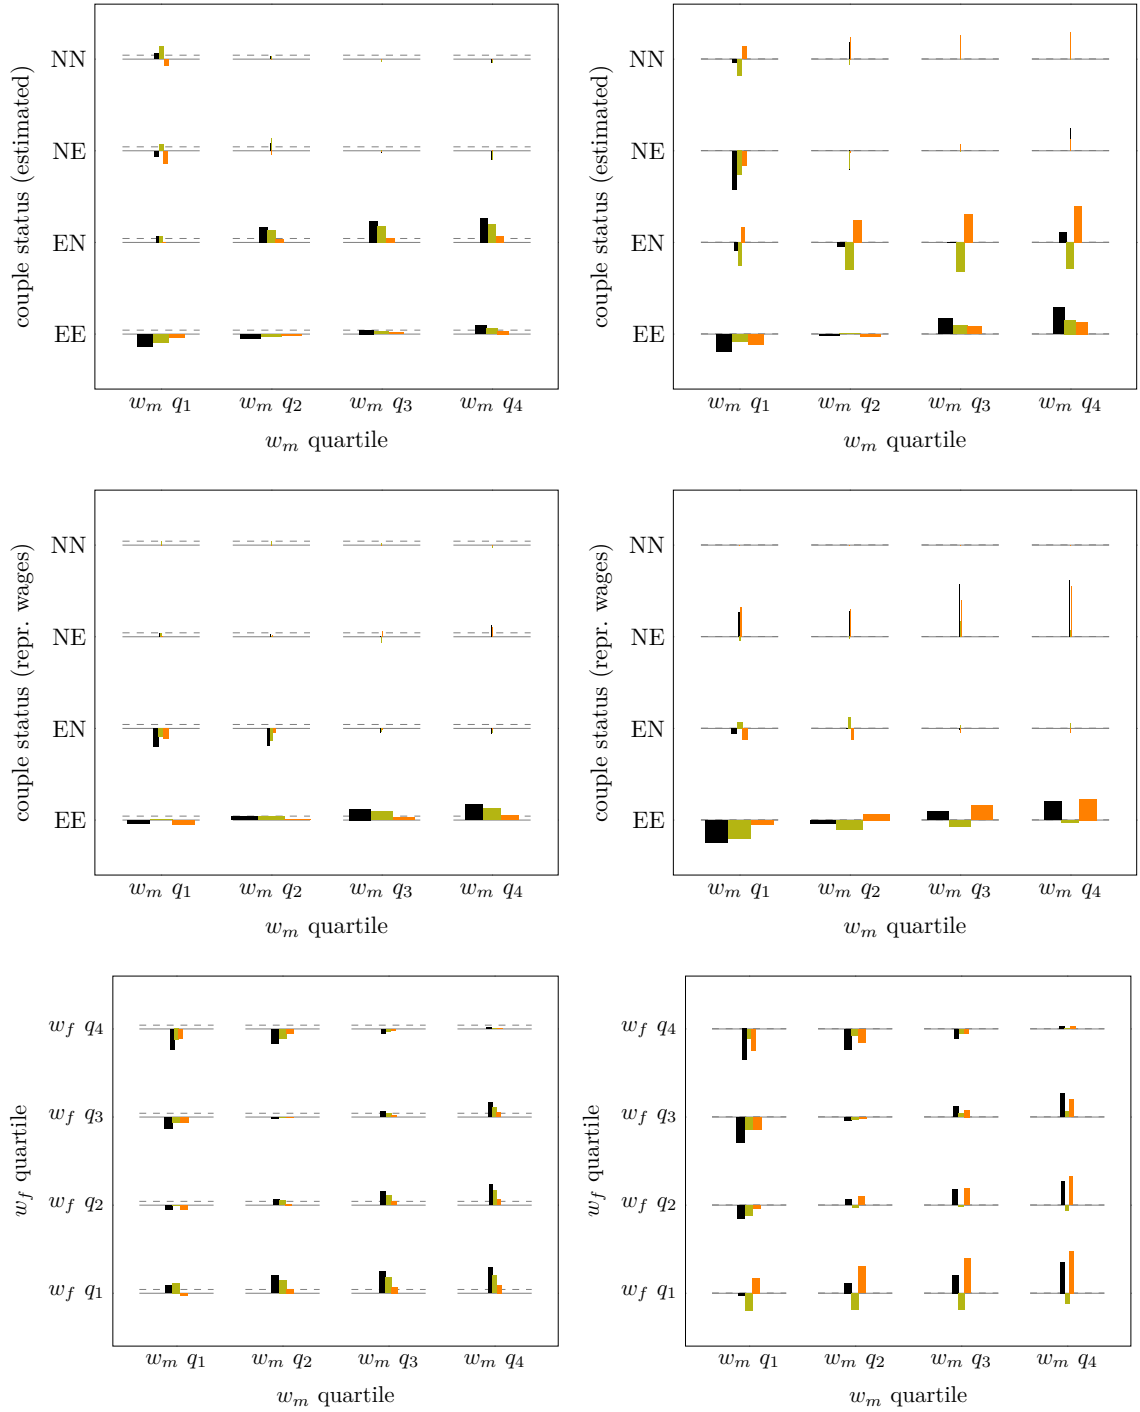 couple status (estimated)
NN
NE
EN
EE
w_m q_1 w_m q_2 w_m q_3 w_m q_4
w_m quartile
couple status (estimated)
NN
NE
EN
EE
w_m q_1 w_m q_2 w_m q_3 w_m q_4
w_m quartile
couple status (repr. wages)
NN
NE
EN
EE
w_m q_1 w_m q_2 w_m q_3 w_m q_4
w_m quartile
couple status (repr. wages)
NN
NE
EN
EE
w_m q_1 w_m q_2 w_m q_3 w_m q_4
w_m quartile
w_f quartile
w_f q_4
w_f q_3
w_f q_2
w_f q_1
w_m q_1 w_m q_2 w_m q_3 w_m q_4
w_m quartile
w_f quartile
w_f q_4
w_f q_3
w_f q_2
w_f q_1
w_m q_1 w_m q_2 w_m q_3 w_m q_4
w_m quartile